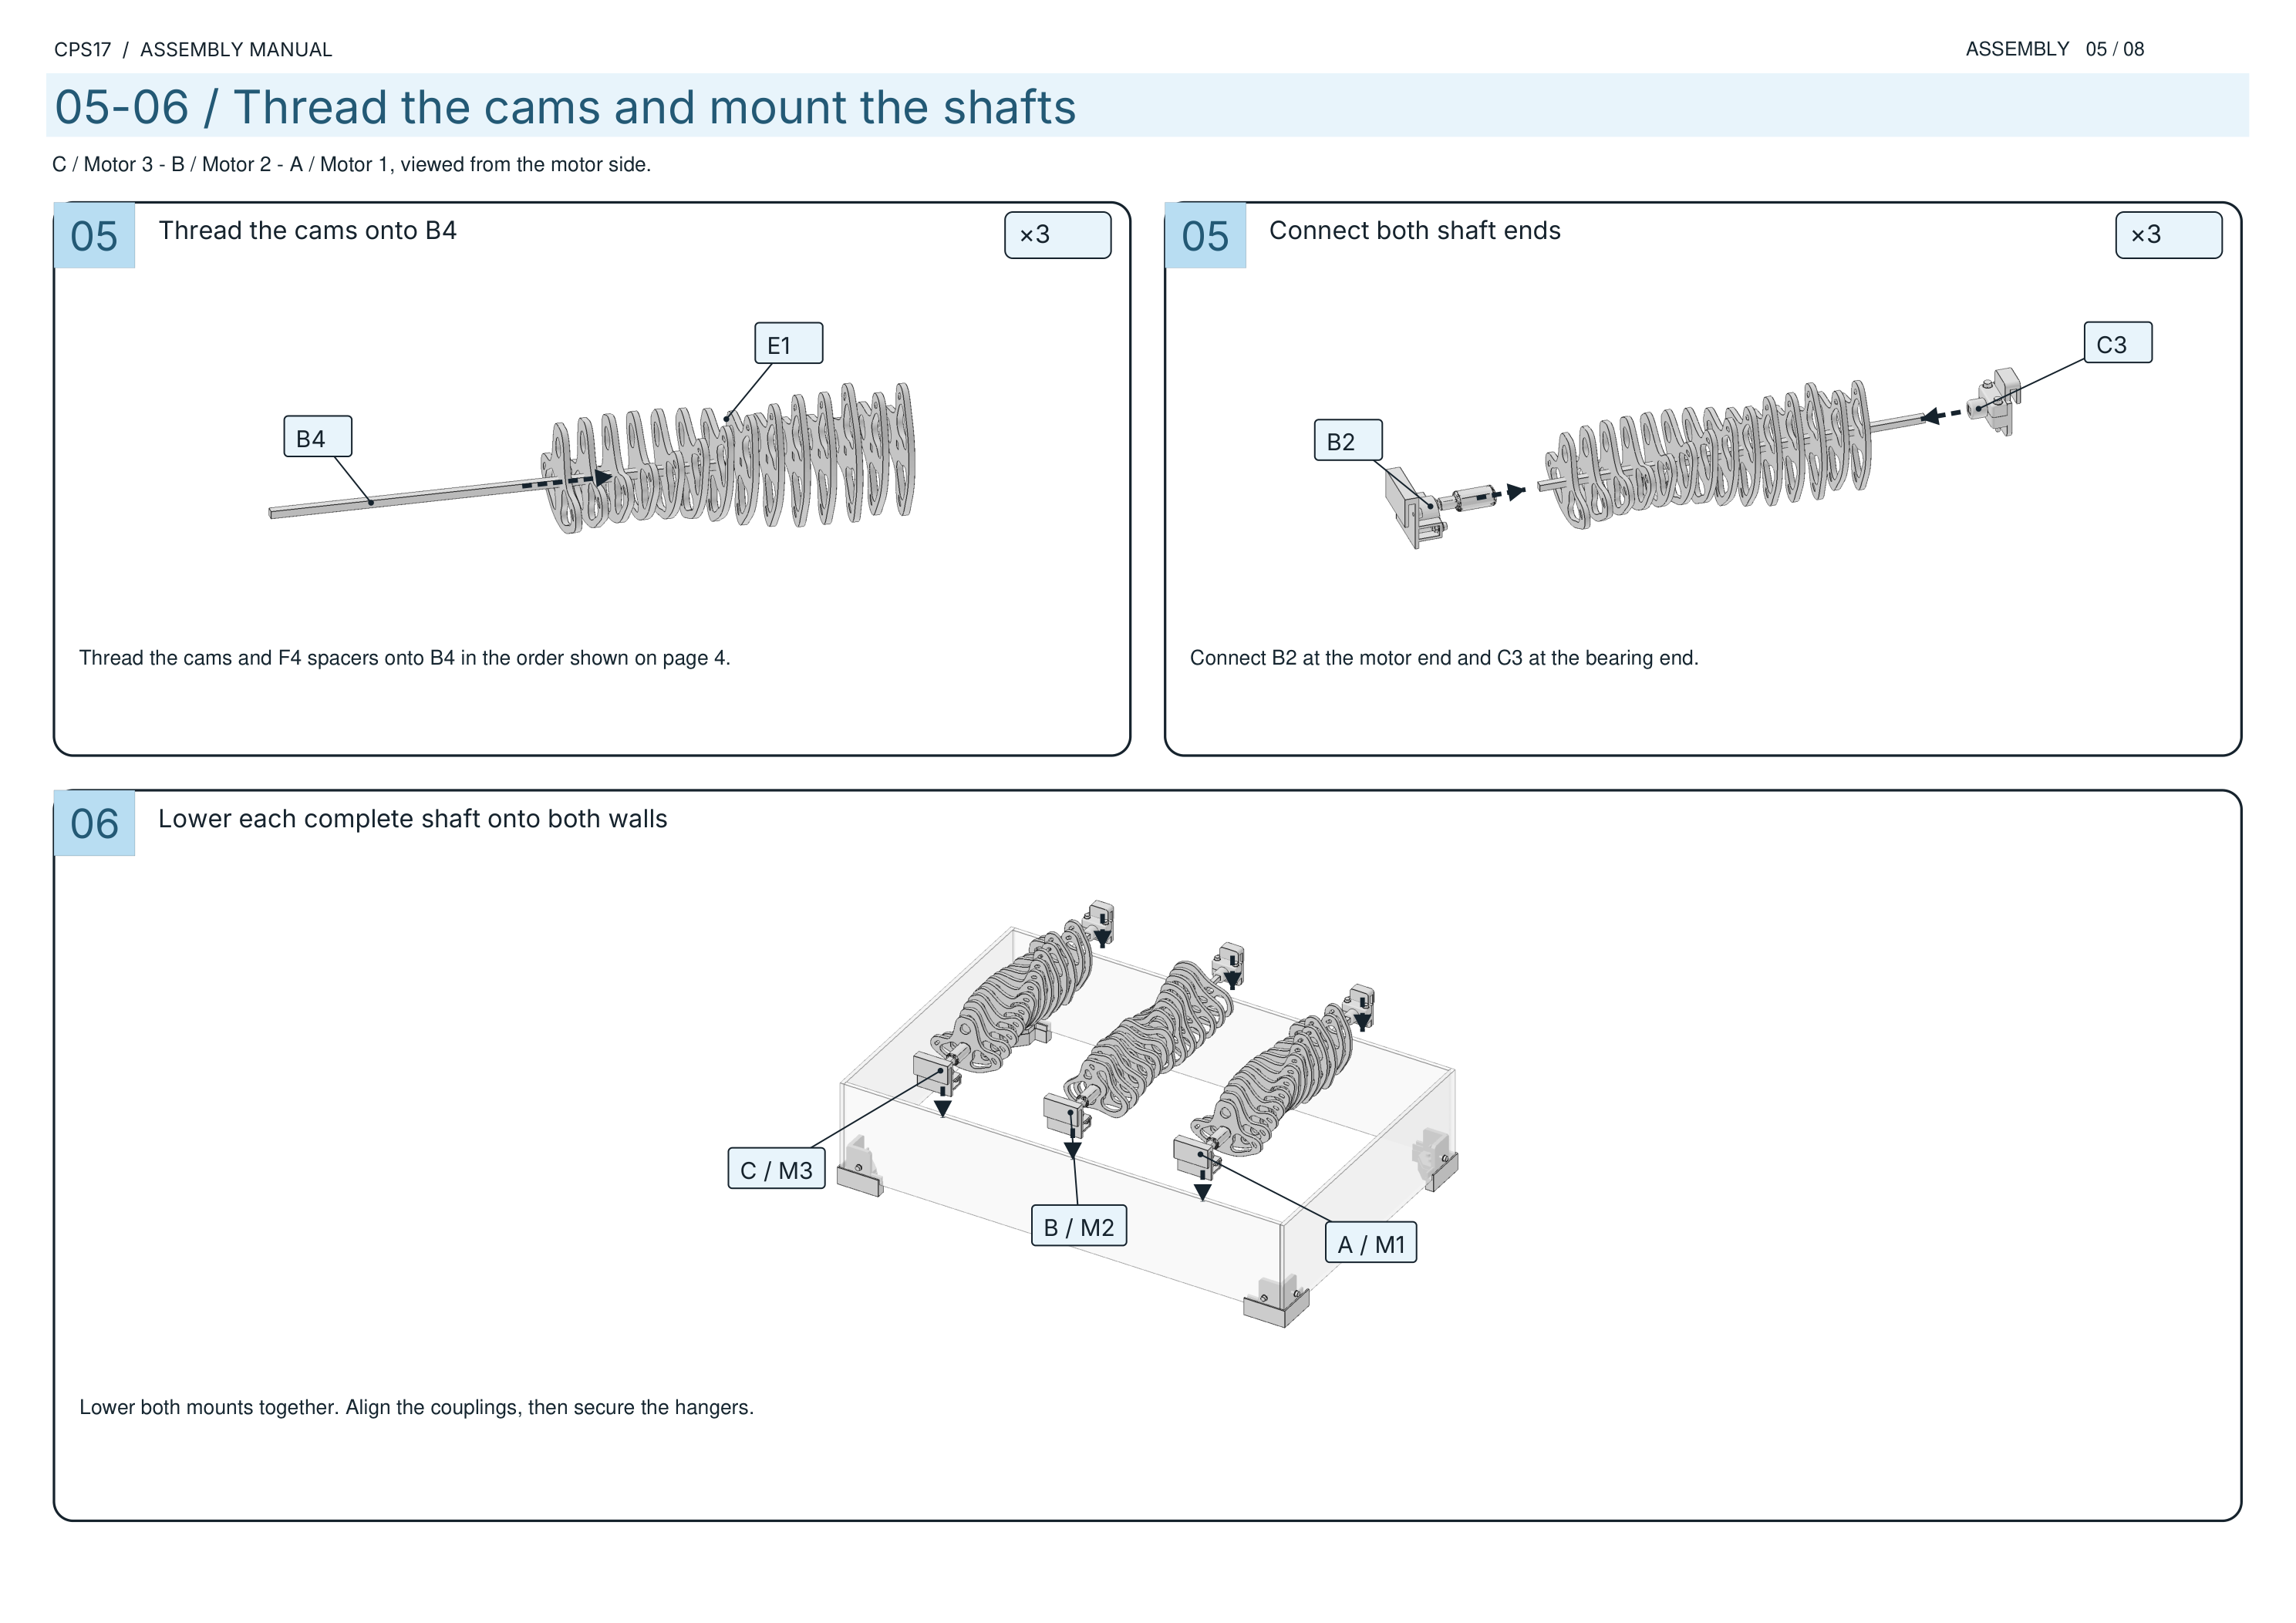 CPS17 / ASSEMBLY MANUAL
ASSEMBLY 05 / 08
05-06 / Thread the cams and mount the shafts
C / Motor 3 - B / Motor 2 - A / Motor 1, viewed from the motor side.
05
Thread the cams onto B4
×3
E1
B4
Thread the cams and F4 spacers onto B4 in the order shown on page 4.
05
Connect both shaft ends
×3
C3
B2
Connect B2 at the motor end and C3 at the bearing end.
06
Lower each complete shaft onto both walls
C / M3
B / M2
A / M1
Lower both mounts together. Align the couplings, then secure the hangers.